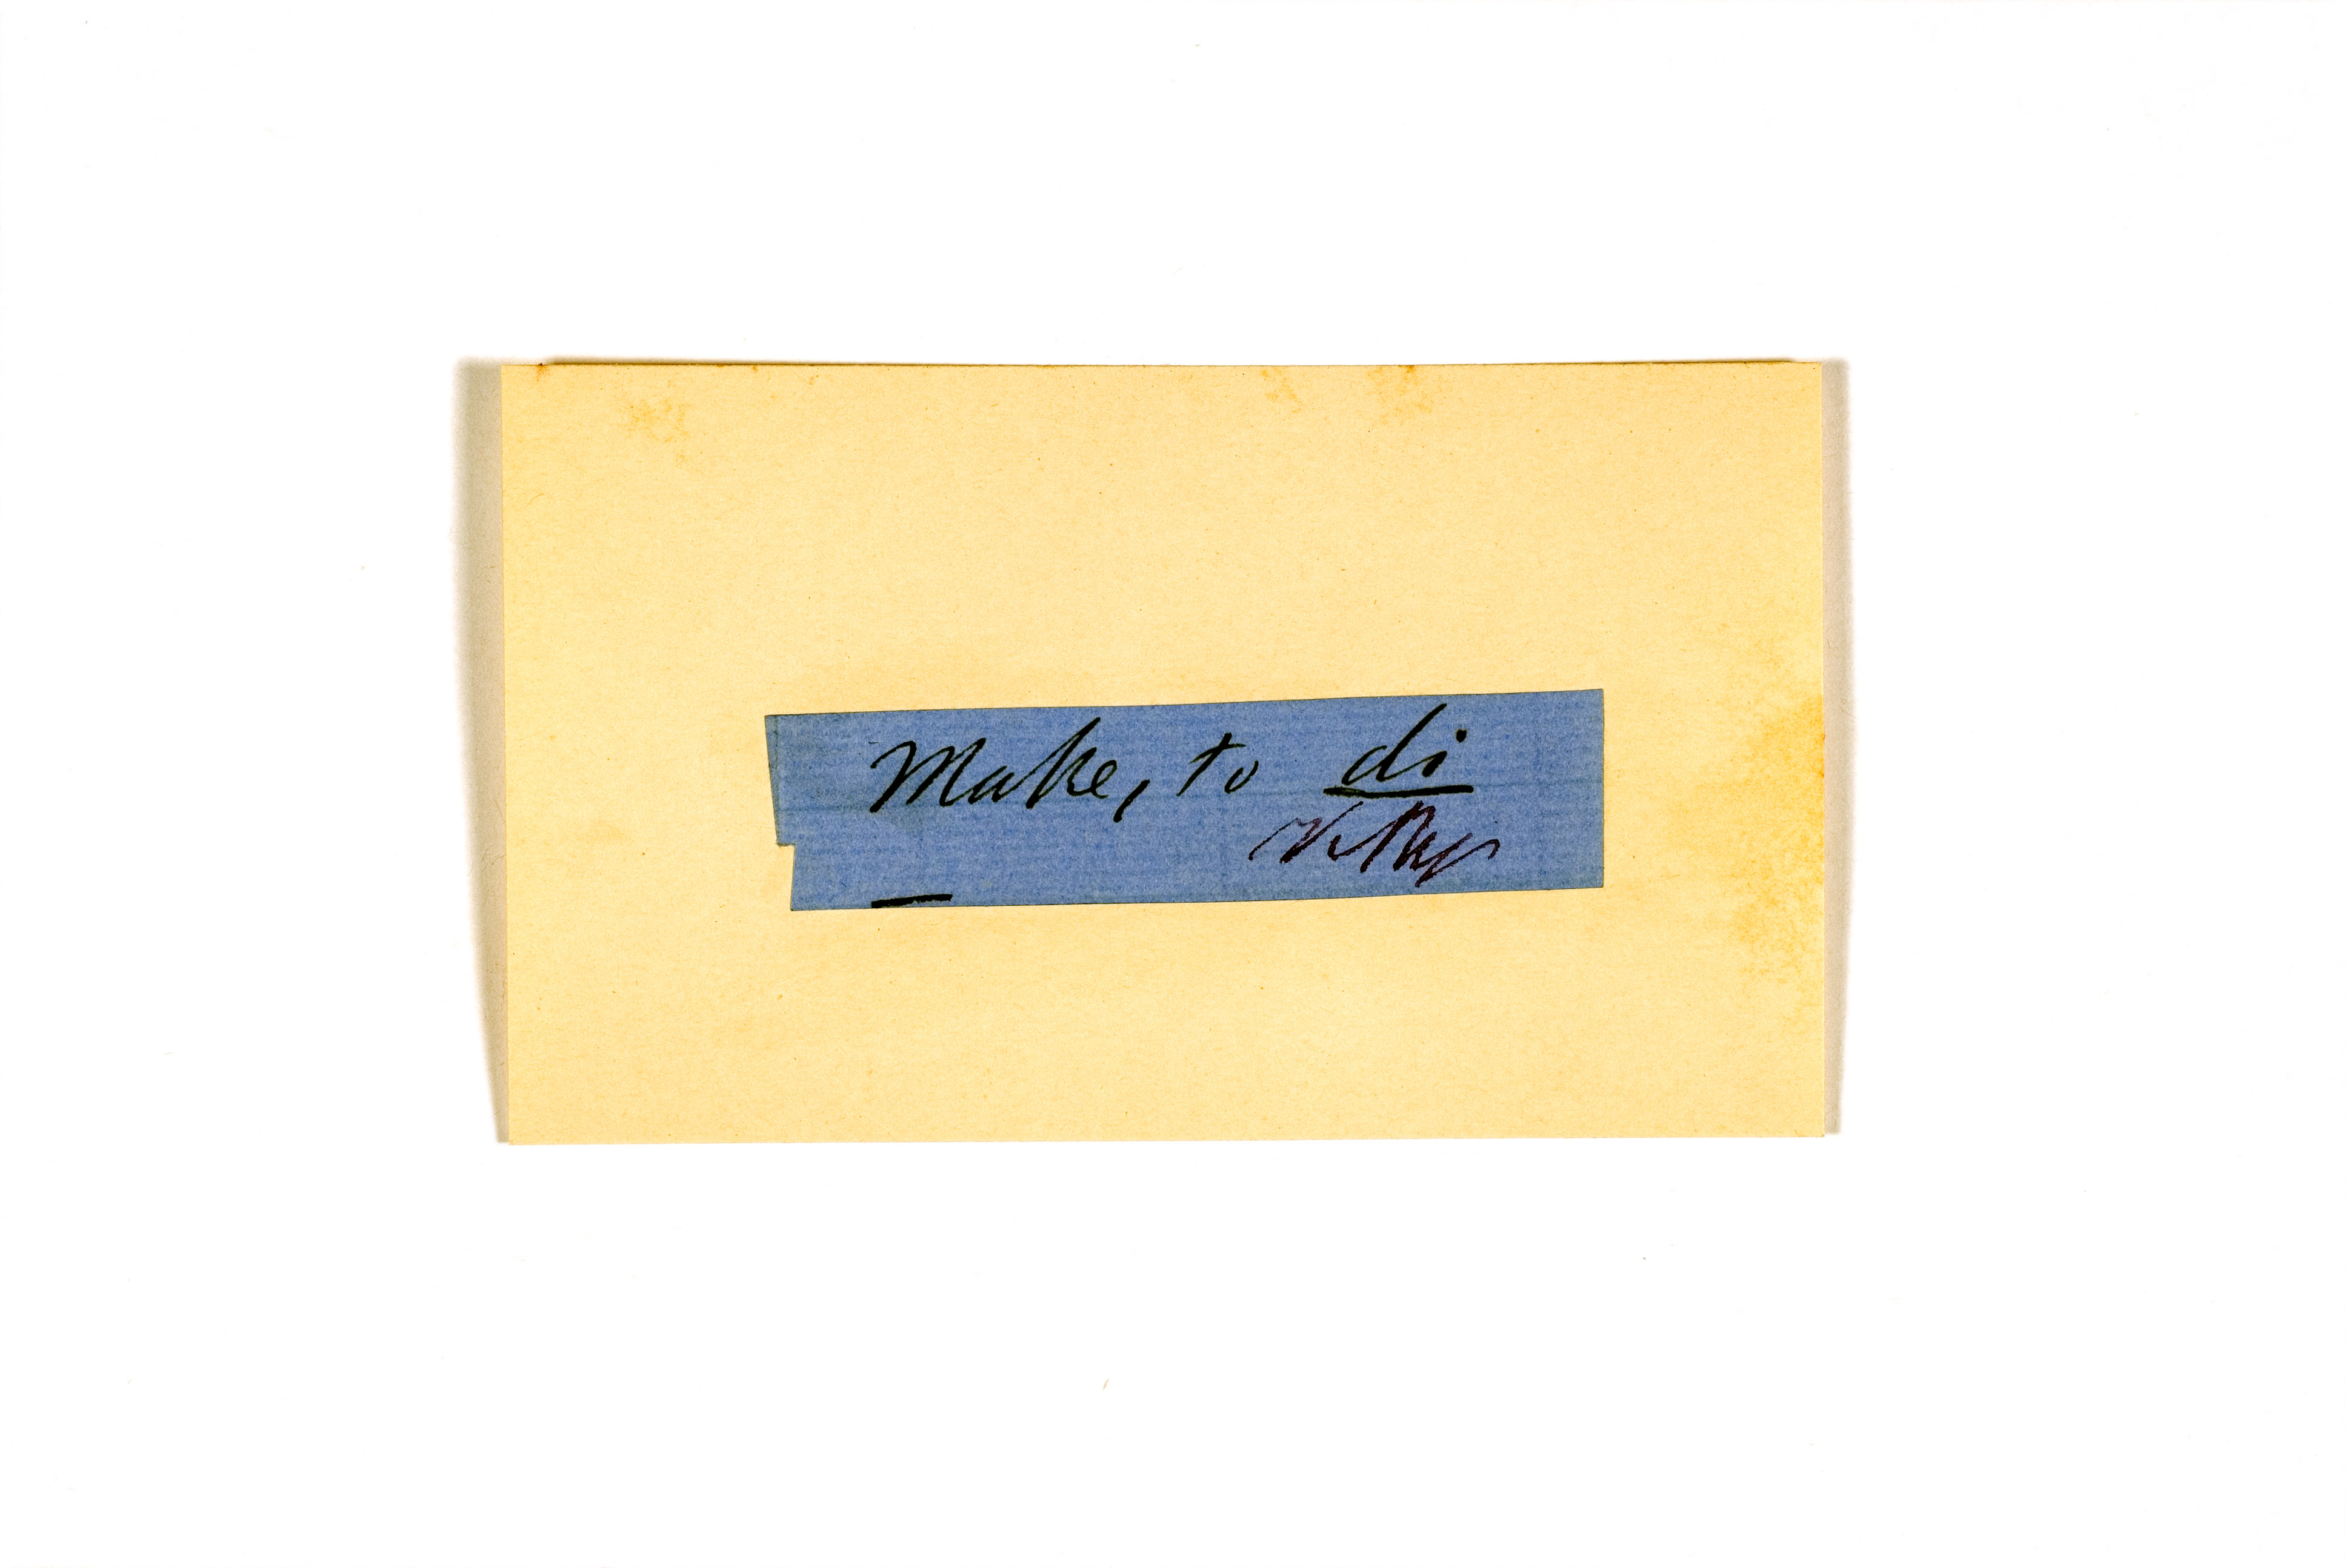 Make, to di